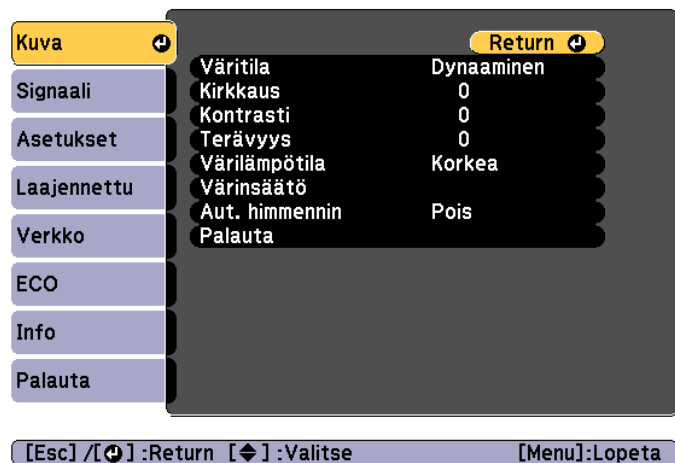 Kuva
Signaali
Asetukset
Laajennettu
Verkko
ECO
Info
Palauta
Return
Väritila Dynaaminen
Kirkkaus 0
Kontrasti 0
Terävyys 0
Värilämpötila Korkea
Värinsäätö
Aut. himmennin Pois
Palauta
[Esc] /[⏎] :Return [◆] :Valitse [Menu]:Lopeta